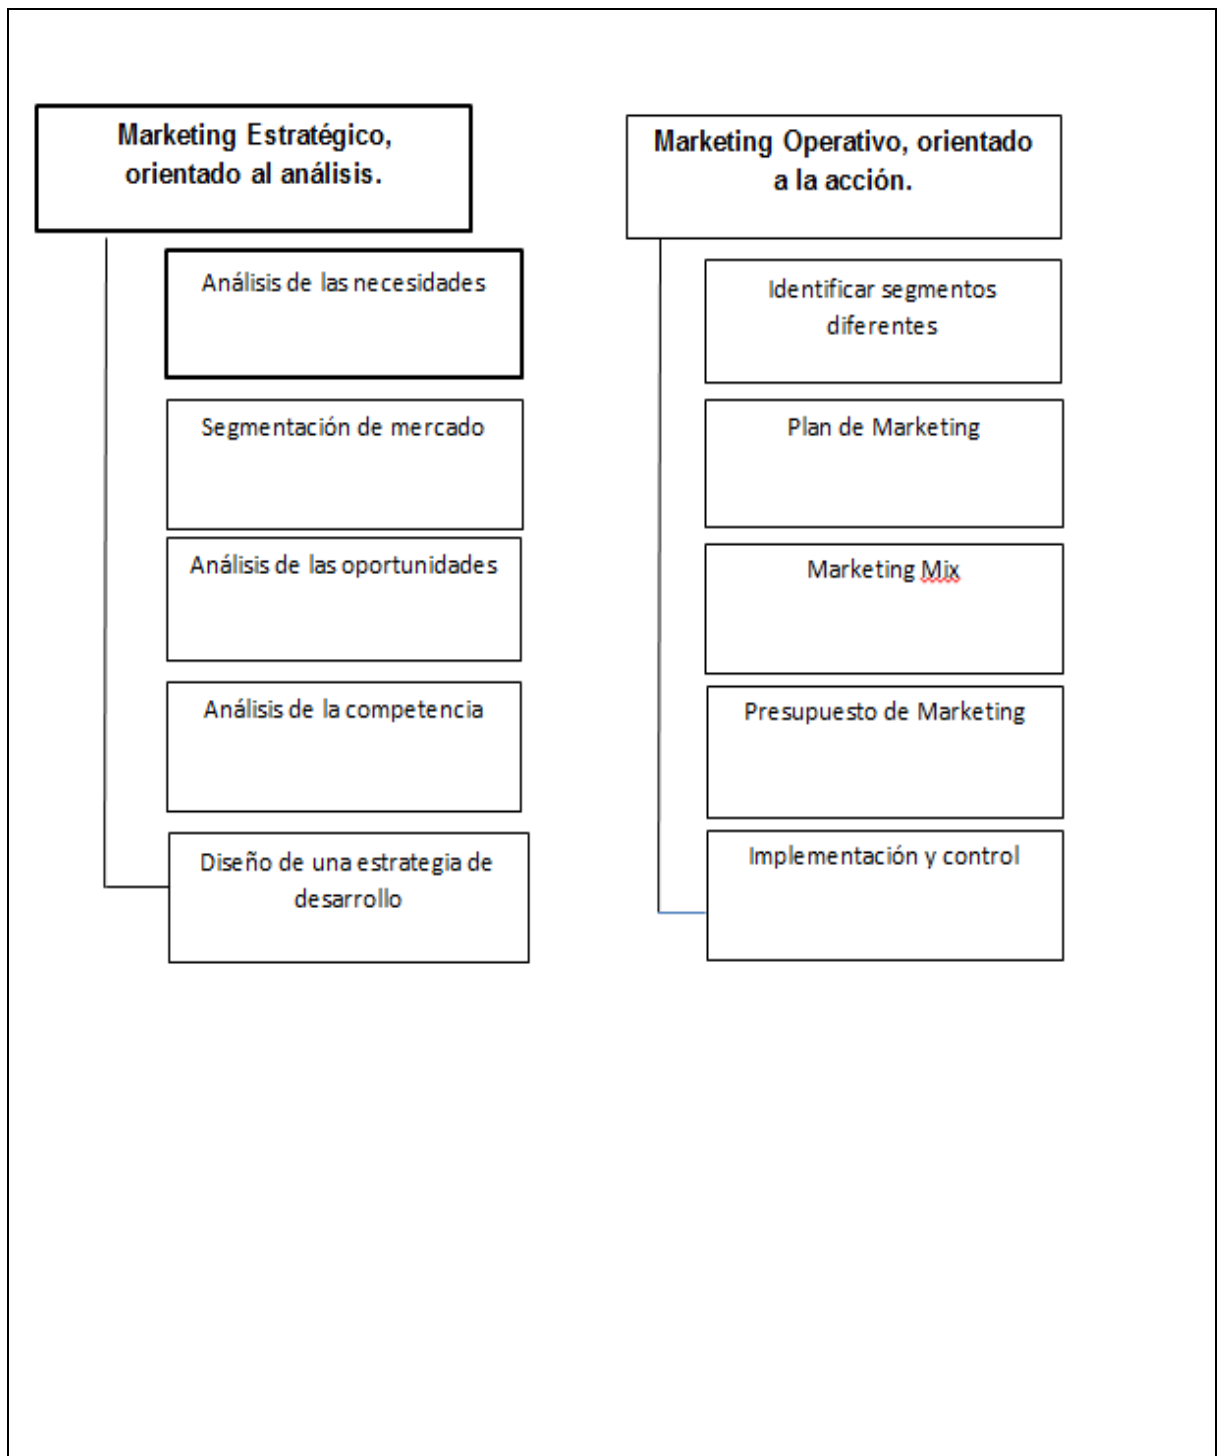 Marketing Estratégico,
orientado al análisis.
Análisis de las necesidades
Segmentación de mercado
Análisis de las oportunidades
Análisis de la competencia
Diseño de una estrategia de
desarrollo
Marketing Operativo, orientado
a la acción.
Identificar segmentos
diferentes
Plan de Marketing
Marketing Mix
Presupuesto de Marketing
Implementación y control